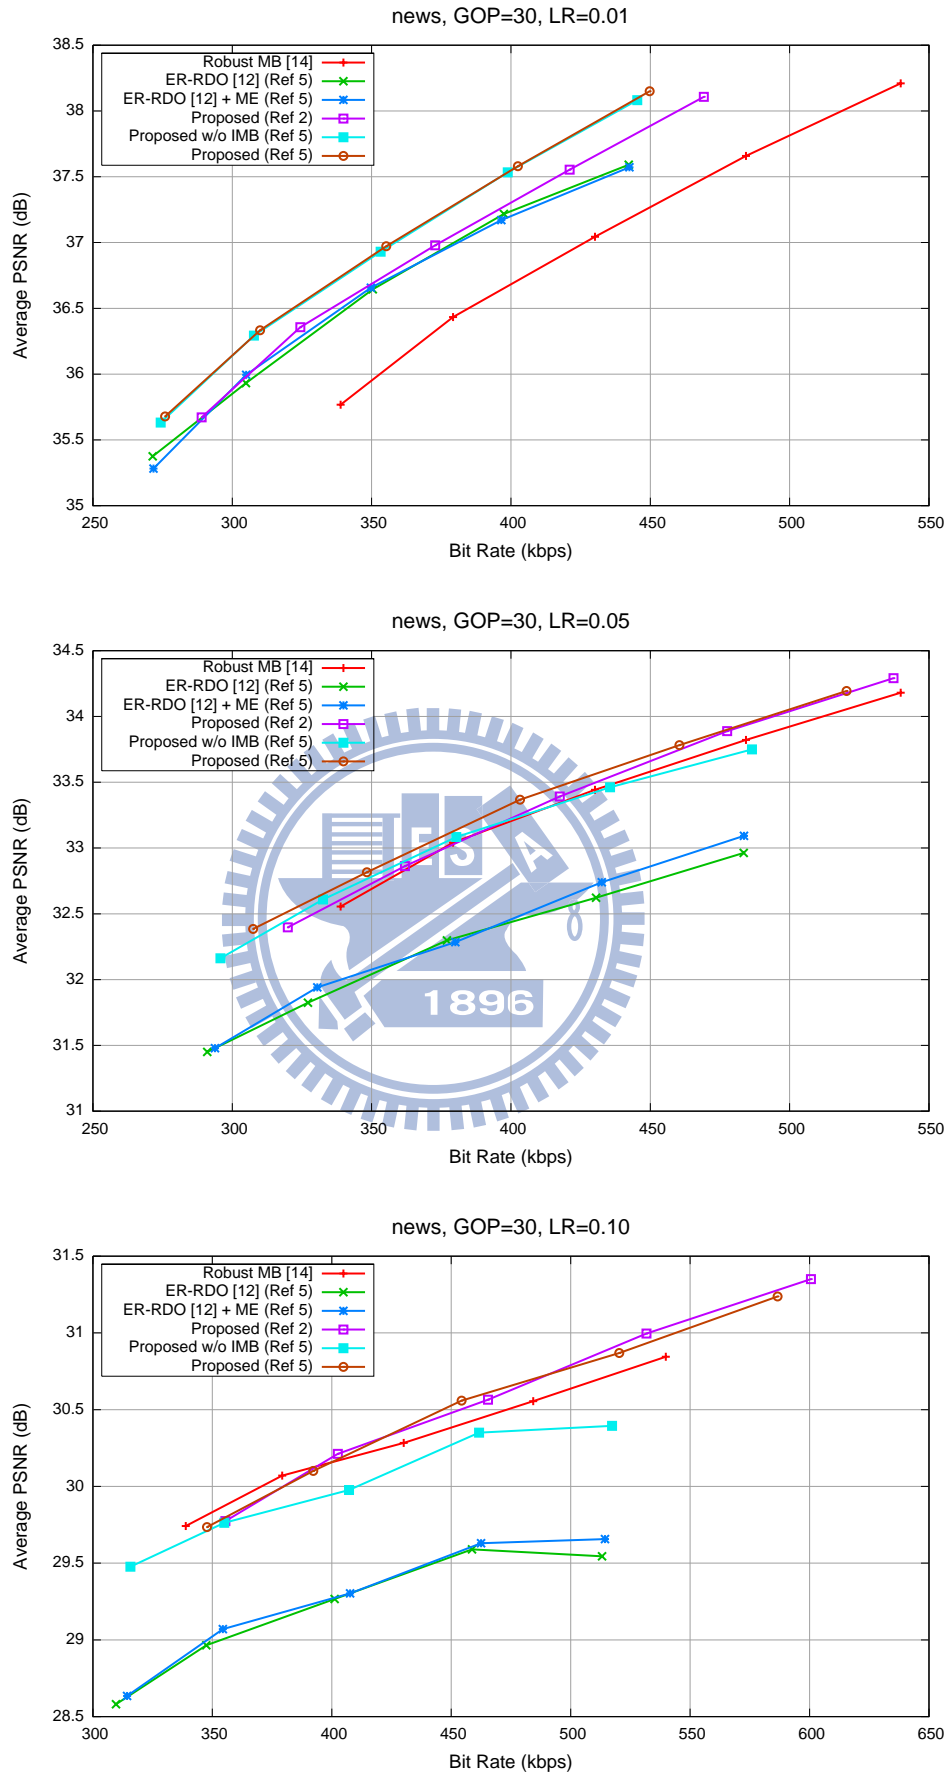 news, GOP=30, LR=0.01
38.5
38
37.5
37
36.5
36
35.5
35
Average PSNR (dB)
Robust MB [14]
ER-RDO [12] (Ref 5)
ER-RDO [12] + ME (Ref 5)
Proposed (Ref 2)
Proposed w/o IMB (Ref 5)
Proposed (Ref 5)
250 300 350 400 450 500 550
Bit Rate (kbps)
news, GOP=30, LR=0.05
34.5
34
33.5
33
32.5
32
31.5
31
Average PSNR (dB)
Robust MB [14]
ER-RDO [12] (Ref 5)
ER-RDO [12] + ME (Ref 5)
Proposed (Ref 2)
Proposed w/o IMB (Ref 5)
Proposed (Ref 5)
E S A
1896
250 300 350 400 450 500 550
Bit Rate (kbps)
news, GOP=30, LR=0.10
31.5
31
30.5
30
29.5
29
28.5
Average PSNR (dB)
Robust MB [14]
ER-RDO [12] (Ref 5)
ER-RDO [12] + ME (Ref 5)
Proposed (Ref 2)
Proposed w/o IMB (Ref 5)
Proposed (Ref 5)
300 350 400 450 500 550 600 650
Bit Rate (kbps)